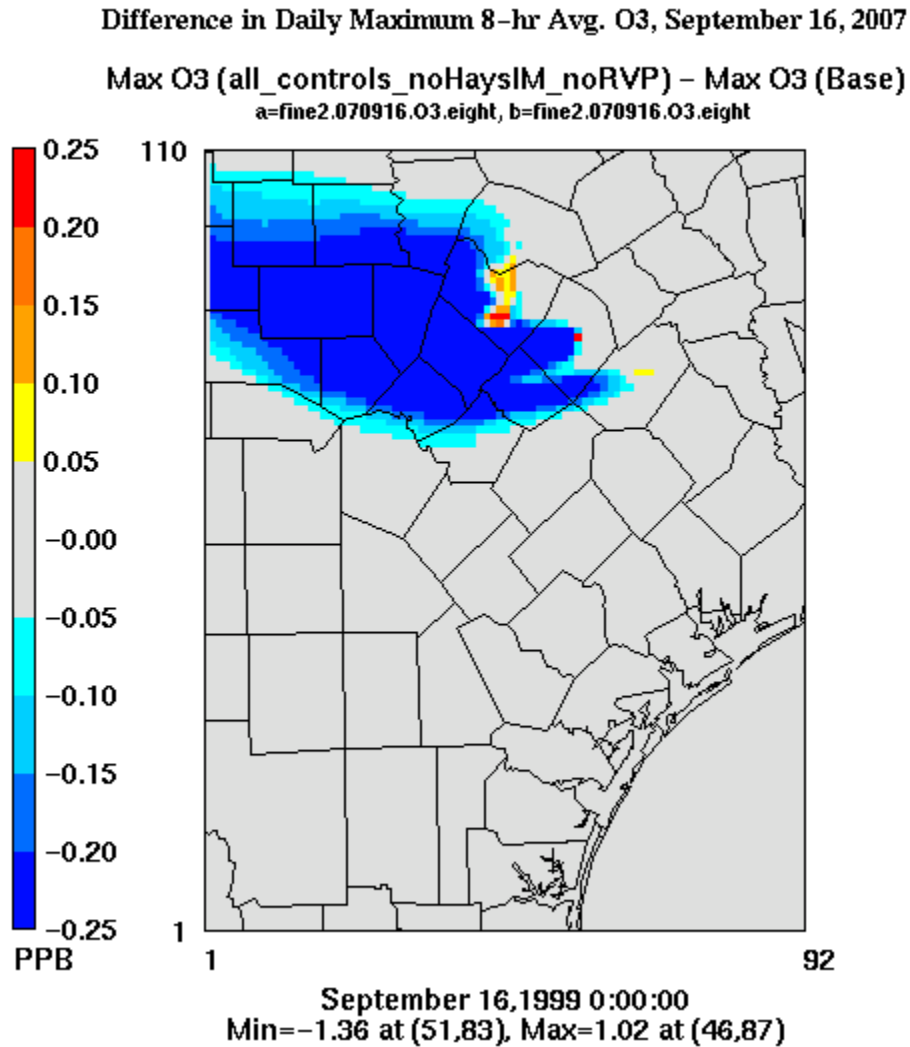 Difference in Daily Maximum 8-hr Avg. O3, September 16, 2007
Max O3 (all_controls_noHaysIM_noRVP) – Max O3 (Base)
a=fine2.070916.O3.eight, b=fine2.070916.O3.eight
0.25
0.20
0.15
0.10
0.05
-0.00
-0.05
-0.10
-0.15
-0.20
-0.25
PPB
110
1
1
92
September 16,1999 0:00:00
Min=-1.36 at (51,83), Max=1.02 at (46,87)